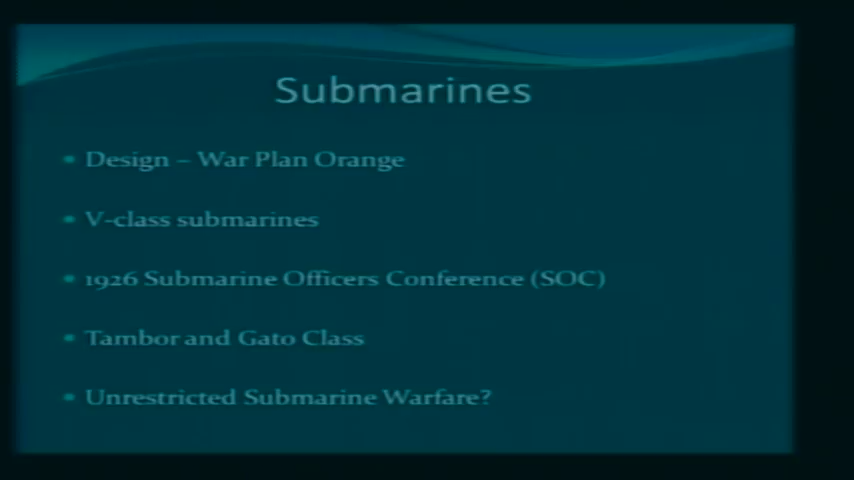 Submarines
• Design – War Plan Orange
• V-class submarines
• 1926 Submarine Officers Conference (SOC)
• Tambor and Gato Class
• Unrestricted Submarine Warfare?